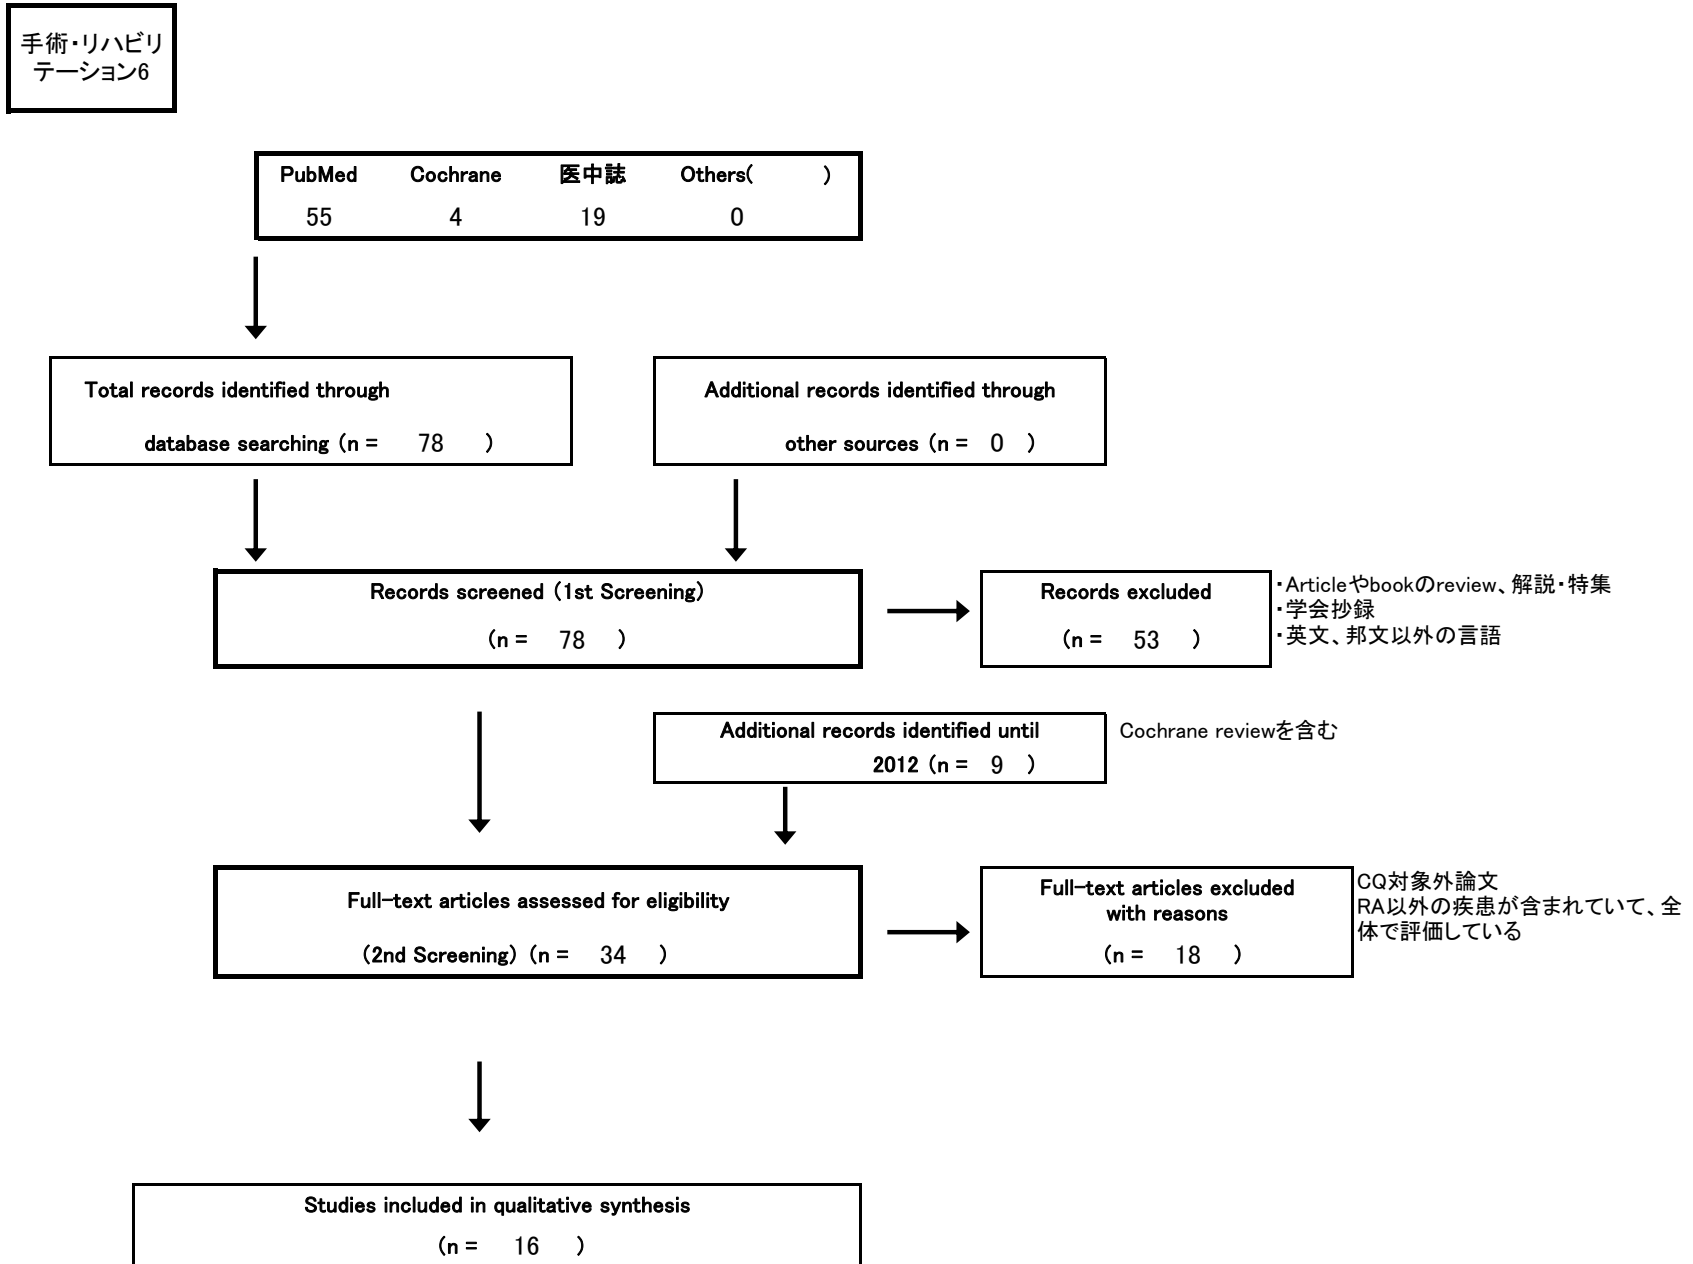 手術・リハビリ
テーション6
PubMed Cochrane 医中誌 Others( )
55 4 19 0
Total records identified through
database searching (n = 78 )
Additional records identified through
other sources (n = 0 )
Records screened (1st Screening)
(n = 78 )
Records excluded
(n = 53 )
・Articleやbookのreview、解説・特集
・学会抄録
・英文、邦文以外の言語
Additional records identified until
2012 (n = 9 )
Cochrane reviewを含む
Full-text articles assessed for eligibility
(2nd Screening) (n = 34 )
Full-text articles excluded
with reasons
(n = 18 )
CQ対象外論文
RA以外の疾患が含まれていて、全
体で評価している
Studies included in qualitative synthesis
(n = 16 )